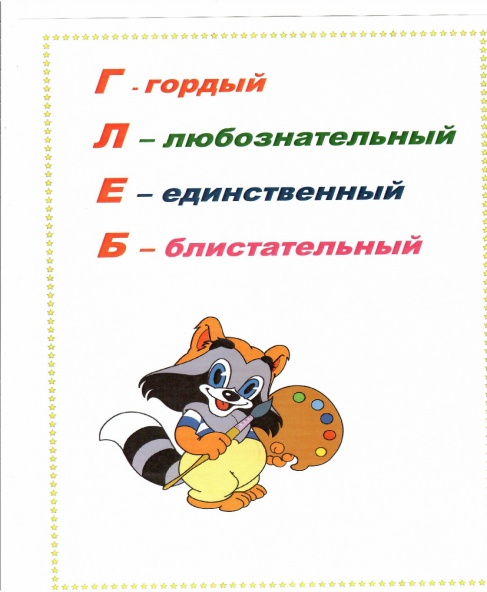 Г - гордый
Л – любознательный
Е – единственный
Б – блистательный